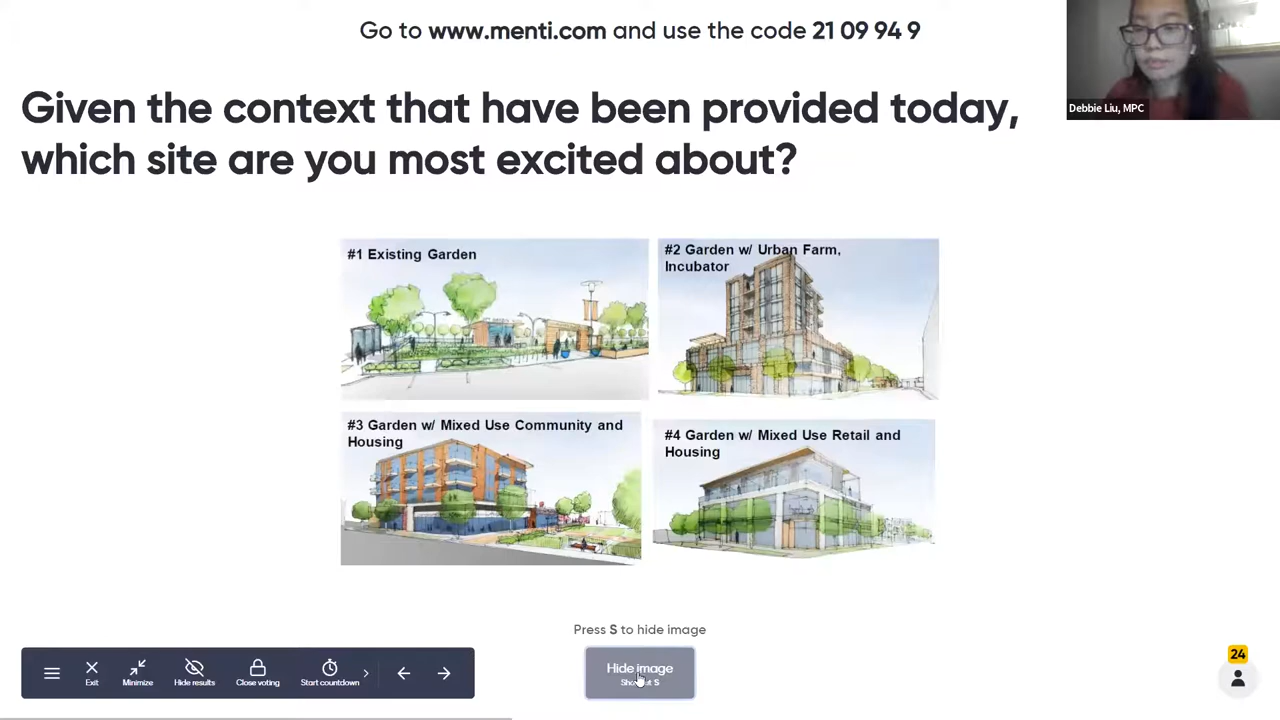 Go to www.menti.com and use the code 21 09 94 9
Debbie Liu, MPC
Given the context that have been provided today,
which site are you most excited about?
#1 Existing Garden
#2 Garden w/ Urban Farm,
Incubator
#3 Garden w/ Mixed Use Community and
Housing
#4 Garden w/ Mixed Use Retail and
Housing
Press S to hide image
Hide image
S
Exit
Minimize
Hide results
Close voting
Start countdown
24